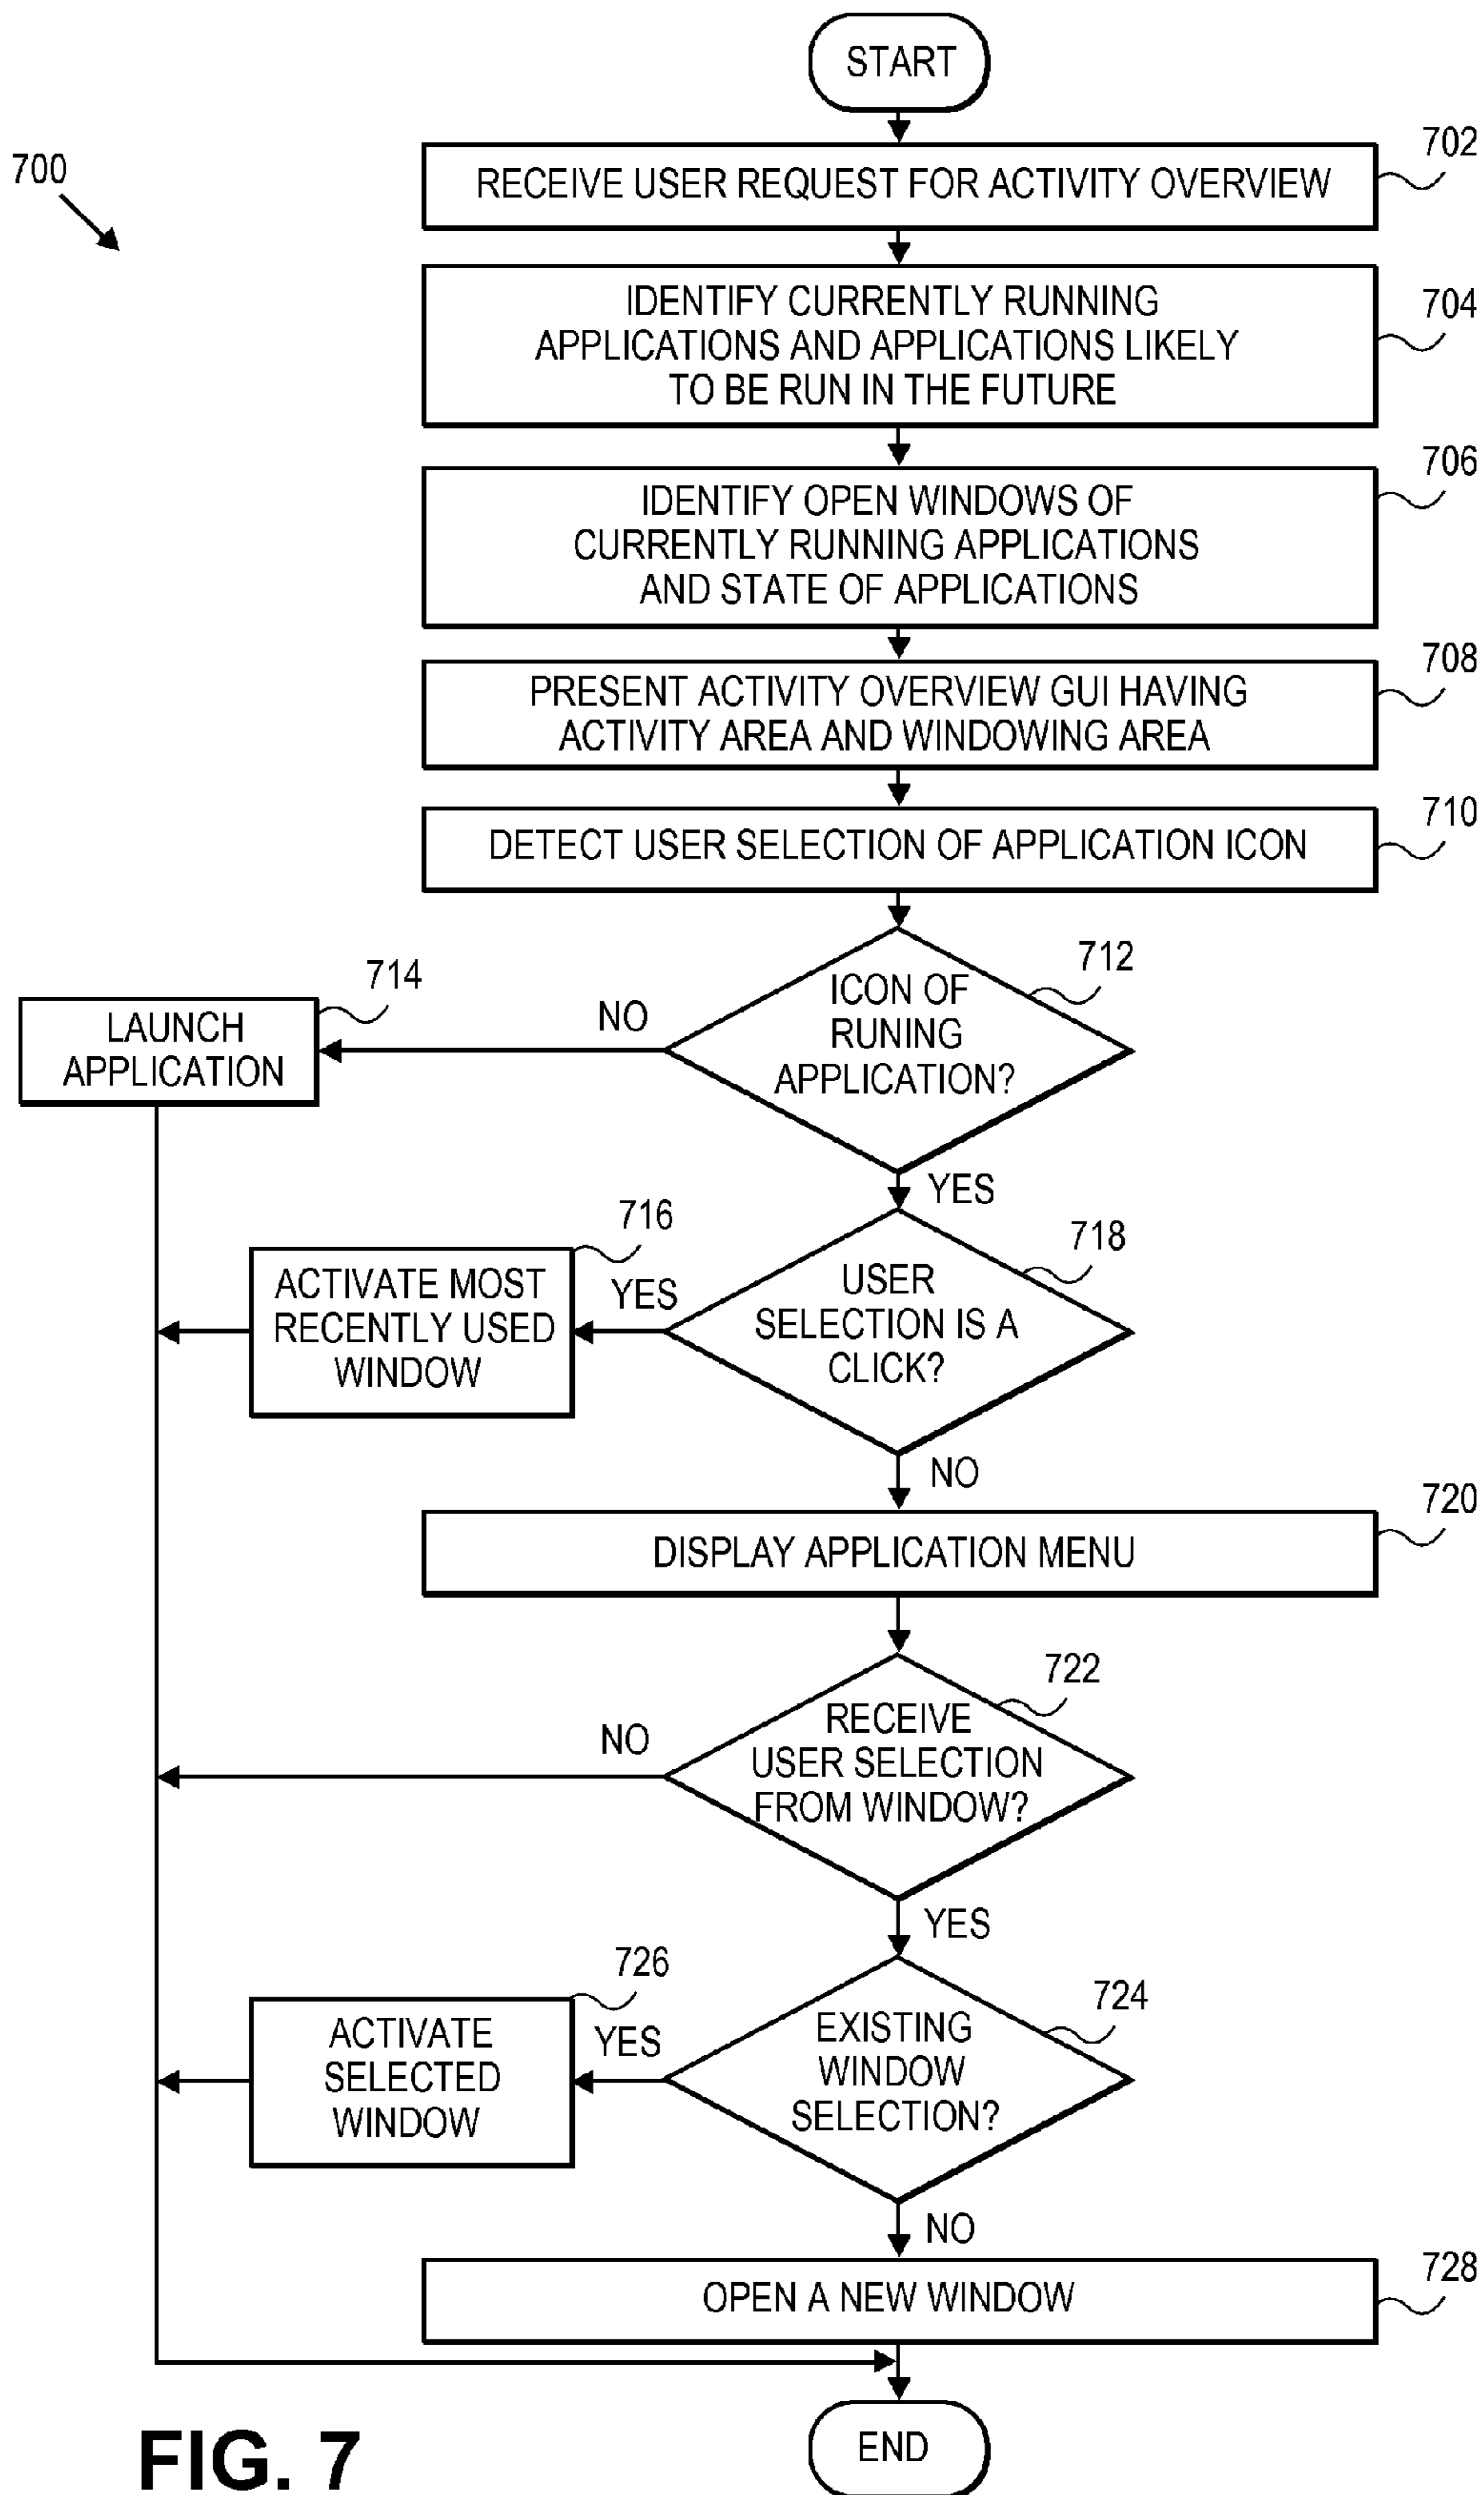 START
700
702
RECEIVE USER REQUEST FOR ACTIVITY OVERVIEW
704
IDENTIFY CURRENTLY RUNNING
APPLICATIONS AND APPLICATIONS LIKELY
TO BE RUN IN THE FUTURE
706
IDENTIFY OPEN WINDOWS OF
CURRENTLY RUNNING APPLICATIONS
AND STATE OF APPLICATIONS
708
PRESENT ACTIVITY OVERVIEW GUI HAVING
ACTIVITY AREA AND WINDOWING AREA
710
DETECT USER SELECTION OF APPLICATION ICON
712
ICON OF
RUNING
APPLICATION?
NO
714
LAUNCH
APPLICATION
YES
716
ACTIVATE MOST
RECENTLY USED
WINDOW
YES
718
USER
SELECTION IS A
CLICK?
NO
720
DISPLAY APPLICATION MENU
722
RECEIVE
USER SELECTION
FROM WINDOW?
NO
YES
726
ACTIVATE
SELECTED
WINDOW
YES
724
EXISTING
WINDOW
SELECTION?
NO
728
OPEN A NEW WINDOW
END
FIG. 7